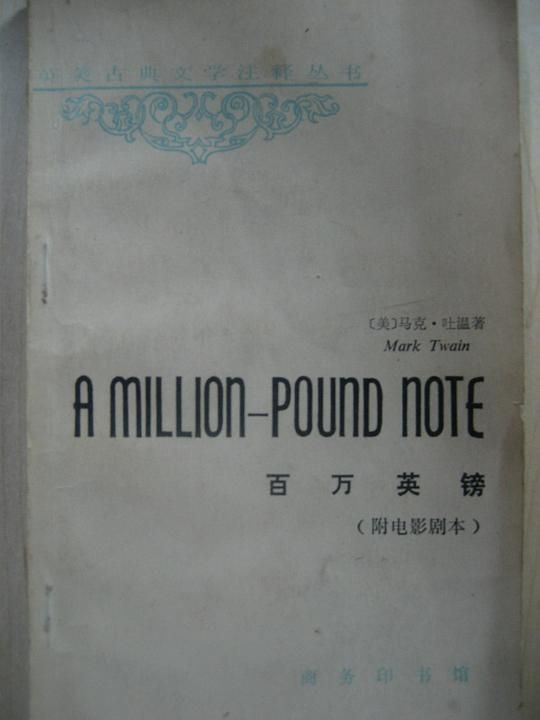 英美古典文学注释丛书
〔美〕马克·吐温著
Mark Twain
A MILLION-POUND NOTE
百万英镑
（附电影剧本）
商务印书馆